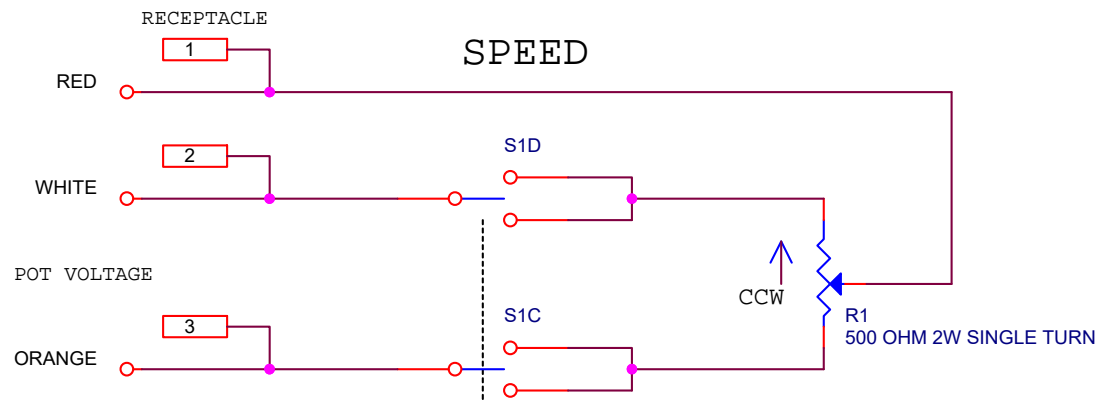 RECEPTACLE
1
SPEED
RED
2
S1D
WHITE
POT VOLTAGE
CCW
3
S1C
R1
500 OHM 2W SINGLE TURN
ORANGE